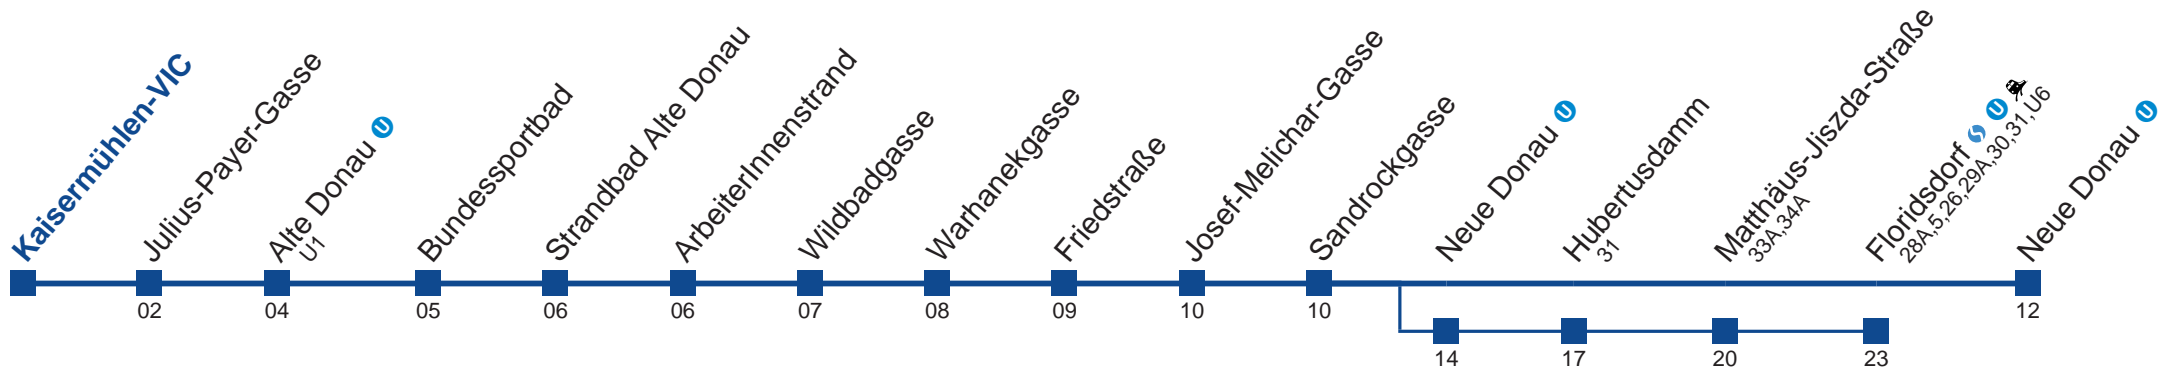 Kaisermühlen-VIC
Julius-Payer-Gasse
Alte Donau U
U1
Bundessportbad
Strandbad Alte Donau
ArbeiterInnenstrand
Wildbadgasse
Warhanekgasse
Friedstraße
Josef-Melichar-Gasse
Sandrockgasse
Neue Donau U
Hubertusdamm
31
Matthäus-Jiszda-Straße
33A,34A
Floridsdorf S U
28A,5,26,29A,30,31,U6
Neue Donau U
02 04 05 06 06 07 08 09 10 10 12
14 17 20 23